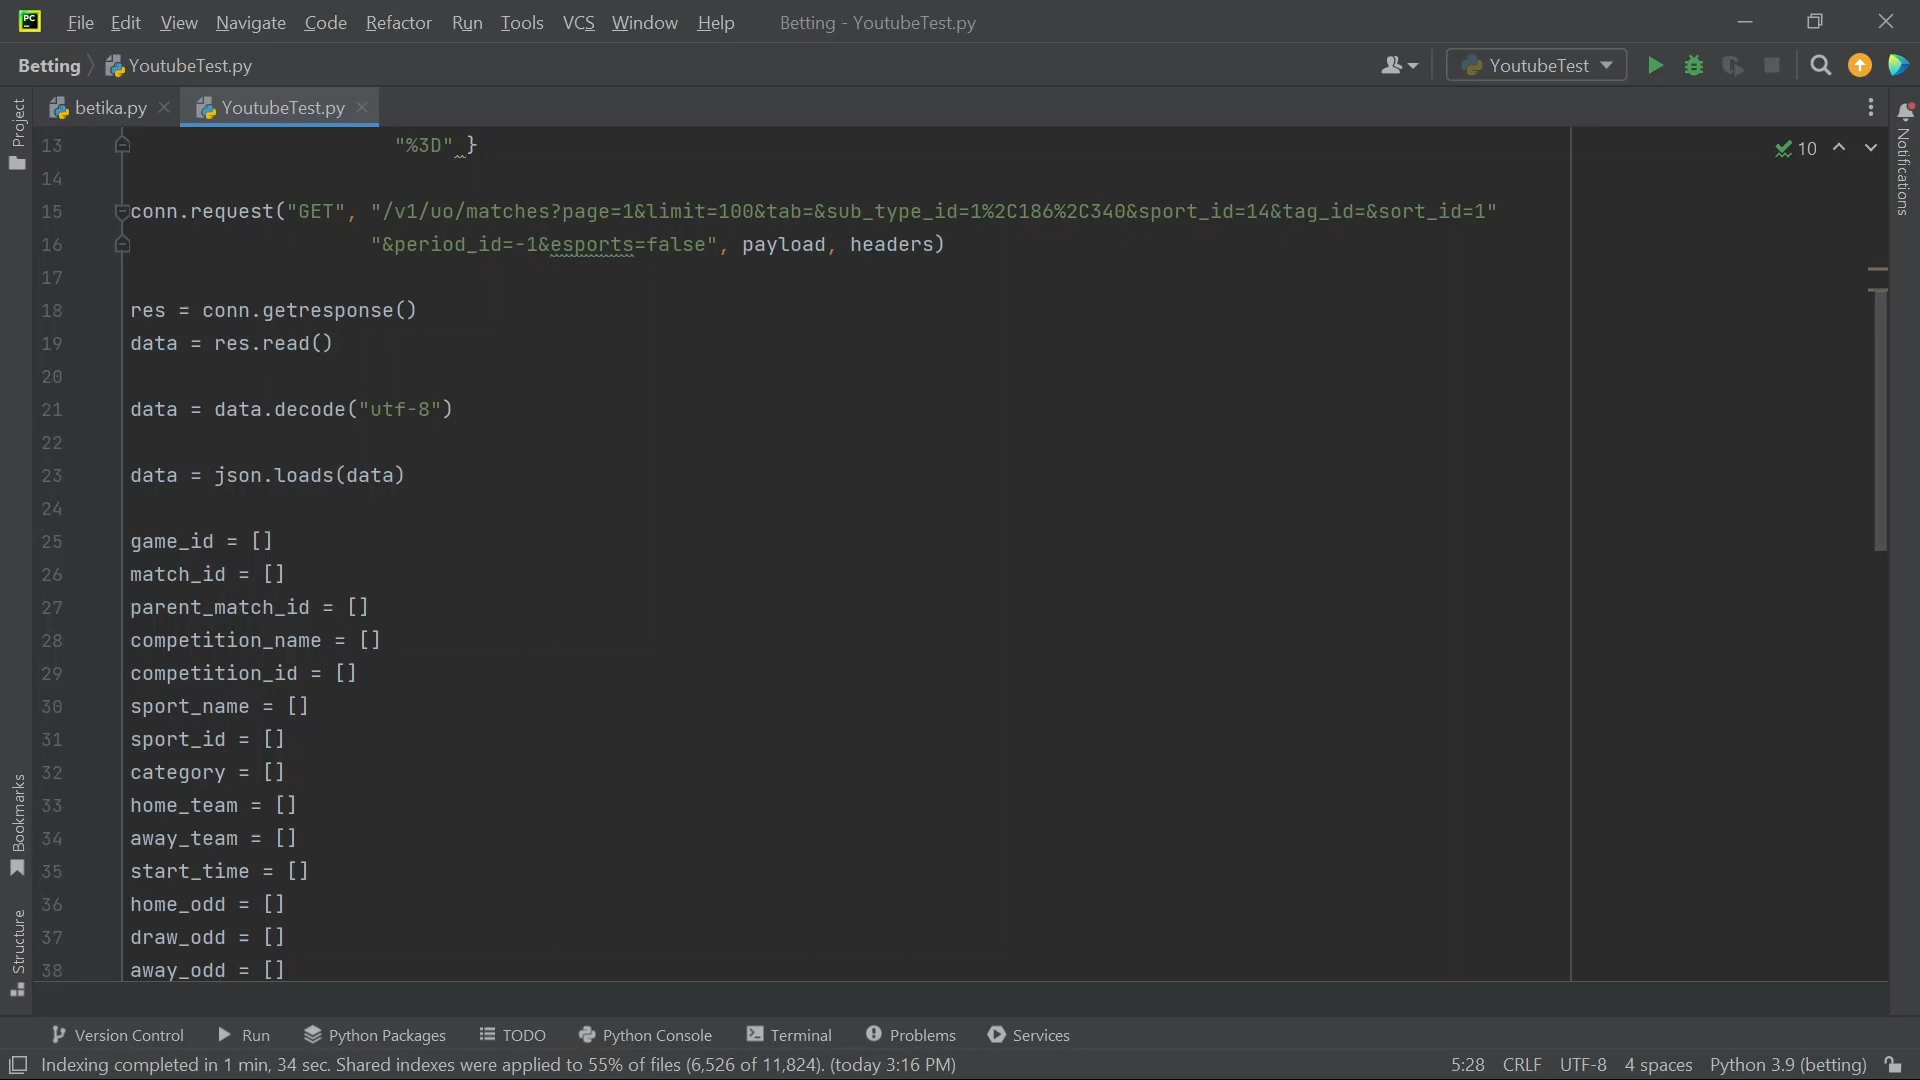 PC File Edit View Navigate Code Refactor Run Tools VCS Window Help Betting - YoutubeTest.py
Betting YoutubeTest.py YoutubeTest
betika.py YoutubeTest.py
Project
Bookmarks
Structure
Notifications
10
13 "%3D" }
14
15 conn.request("GET", "/v1/uo/matches?page=1&limit=100&tab=&sub_type_id=1%2C186%2C340&sport_id=14&tag_id=&sort_id=1"
16 "&period_id=-1&esports=false", payload, headers)
17
18 res = conn.getresponse()
19 data = res.read()
20
21 data = data.decode("utf-8")
22
23 data = json.loads(data)
24
25 game_id = []
26 match_id = []
27 parent_match_id = []
28 competition_name = []
29 competition_id = []
30 sport_name = []
31 sport_id = []
32 category = []
33 home_team = []
34 away_team = []
35 start_time = []
36 home_odd = []
37 draw_odd = []
38 away_odd = []
Version Control Run Python Packages TODO Python Console Terminal Problems Services
Indexing completed in 1 min, 34 sec. Shared indexes were applied to 55% of files (6,526 of 11,824). (today 3:16 PM) 5:28 CRLF UTF-8 4 spaces Python 3.9 (betting)